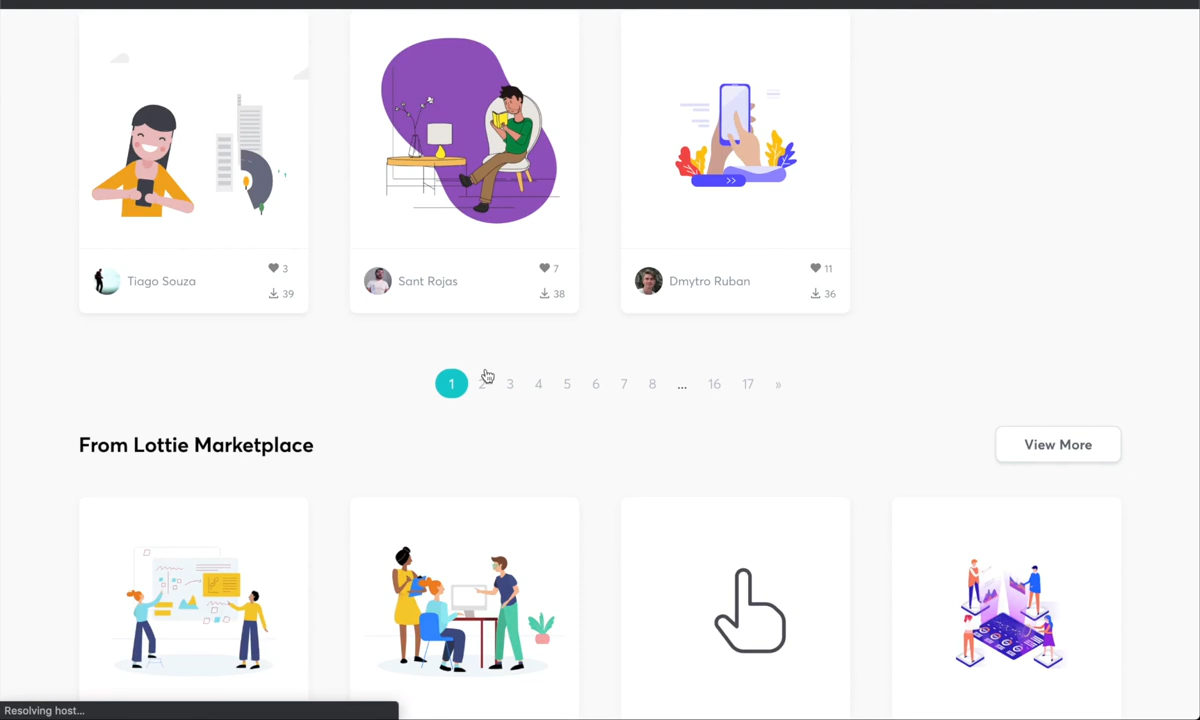 Tiago Souza
3
39
Sant Rojas
7
38
Dmytro Ruban
11
36
1 2 3 4 5 6 7 8 ... 16 17 »
From Lottie Marketplace
View More
Resolving host...